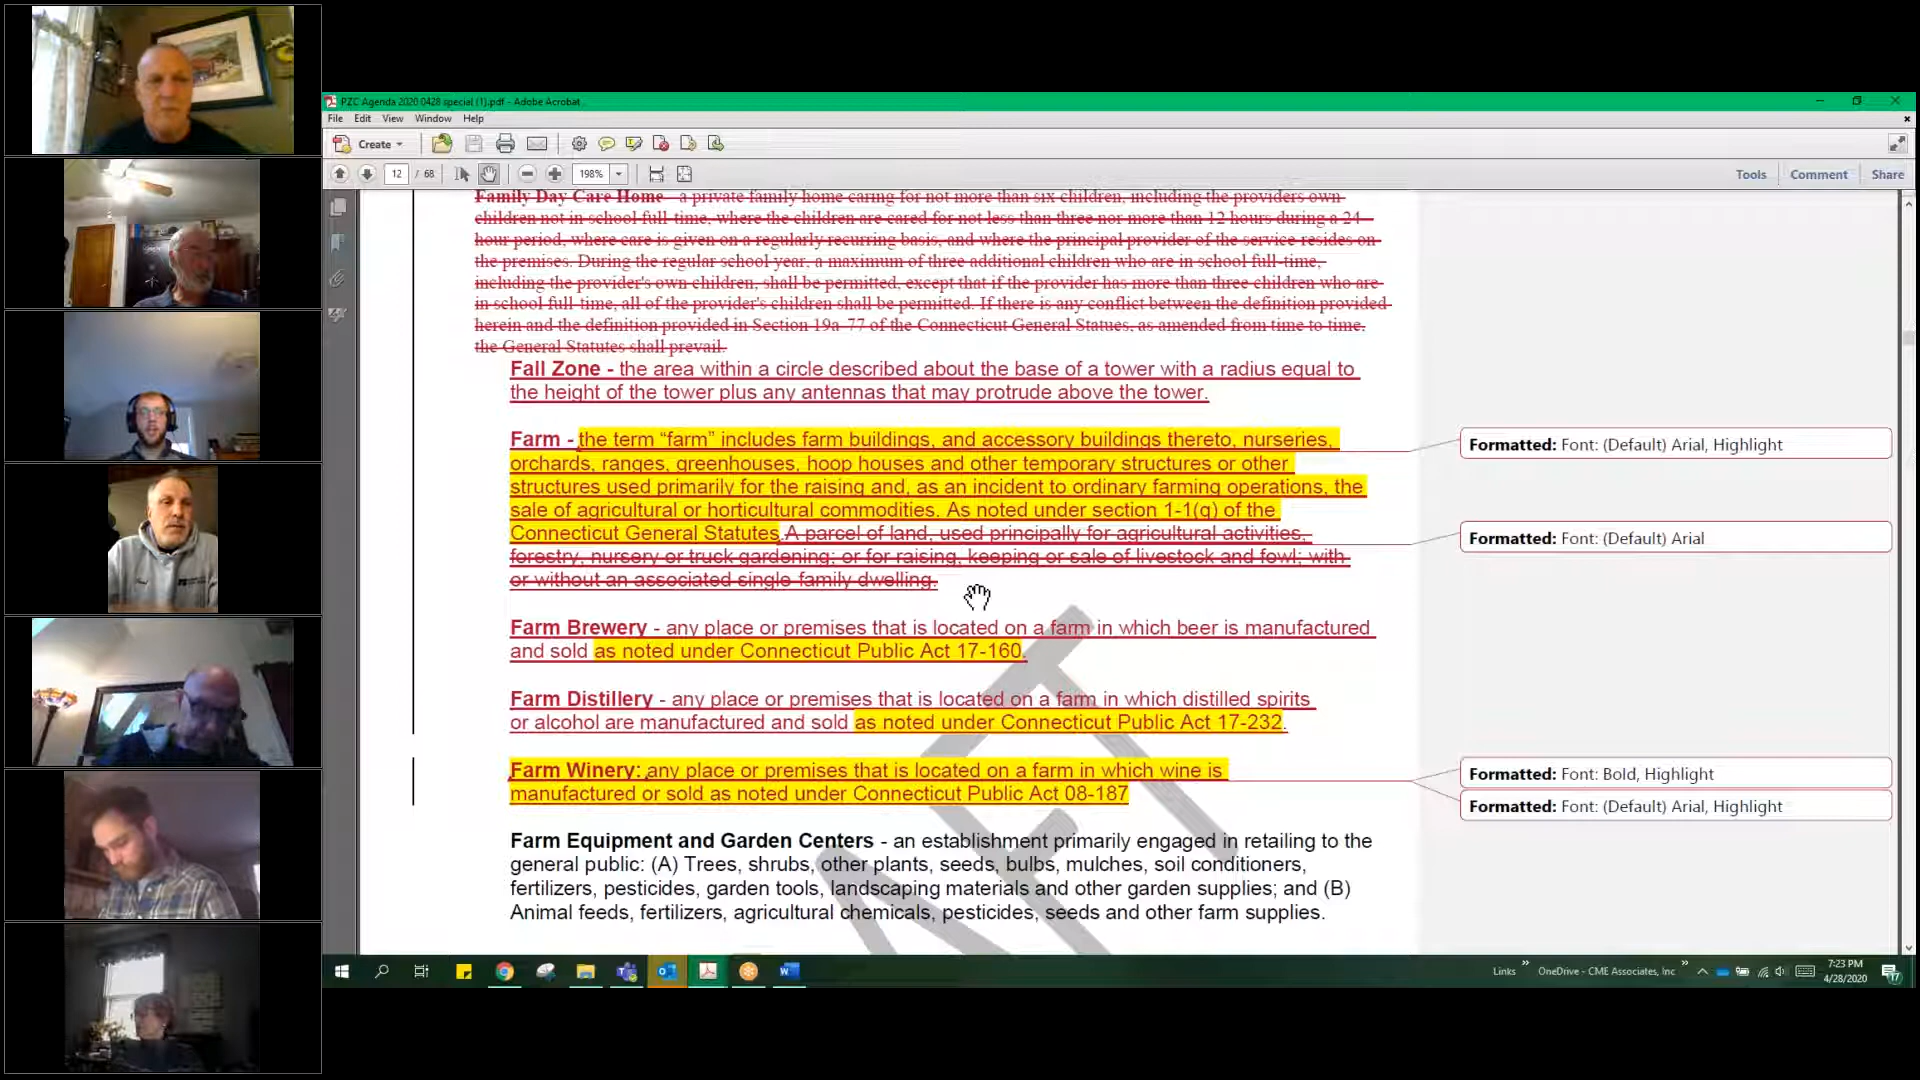 PZC Agenda 2020 0428 special (1).pdf - Adobe Acrobat
File Edit View Window Help
Create
12 / 68 198% Tools Comment Share
Family Day Care Home - a private family home caring for not more than six children, including the providers own
children not in school full-time, where the children are cared for not less than three nor more than 12 hours during a 24-
hour period, where care is given on a regularly recurring basis, and where the principal provider of the service resides on
the premises. During the regular school year, a maximum of three additional children who are in school full-time,
including the provider's own children, shall be permitted, except that if the provider has more than three children who are
in school full-time, all of the provider's children shall be permitted. If there is any conflict between the definition provided
herein and the definition provided in Section 19a-77 of the Connecticut General Statues, as amended from time to time,
the General Statutes shall prevail.
Fall Zone - the area within a circle described about the base of a tower with a radius equal to
the height of the tower plus any antennas that may protrude above the tower.
Farm - the term “farm” includes farm buildings, and accessory buildings thereto, nurseries,
orchards, ranges, greenhouses, hoop houses and other temporary structures or other
structures used primarily for the raising and, as an incident to ordinary farming operations, the
sale of agricultural or horticultural commodities. As noted under section 1-1(q) of the
Connecticut General Statutes.A parcel of land, used principally for agricultural activities,
forestry, nursery or truck gardening; or for raising, keeping or sale of livestock and fowl; with
or without an associated single-family dwelling.
Formatted: Font: (Default) Arial, Highlight
Formatted: Font: (Default) Arial
Farm Brewery - any place or premises that is located on a farm in which beer is manufactured
and sold as noted under Connecticut Public Act 17-160.
Farm Distillery - any place or premises that is located on a farm in which distilled spirits
or alcohol are manufactured and sold as noted under Connecticut Public Act 17-232.
Farm Winery: any place or premises that is located on a farm in which wine is
manufactured or sold as noted under Connecticut Public Act 08-187
Formatted: Font: Bold, Highlight
Formatted: Font: (Default) Arial, Highlight
Farm Equipment and Garden Centers - an establishment primarily engaged in retailing to the
general public: (A) Trees, shrubs, other plants, seeds, bulbs, mulches, soil conditioners,
fertilizers, pesticides, garden tools, landscaping materials and other garden supplies; and (B)
Animal feeds, fertilizers, agricultural chemicals, pesticides, seeds and other farm supplies.
AFT
Links » OneDrive - CME Associates, Inc » 7:23 PM
4/28/2020
17